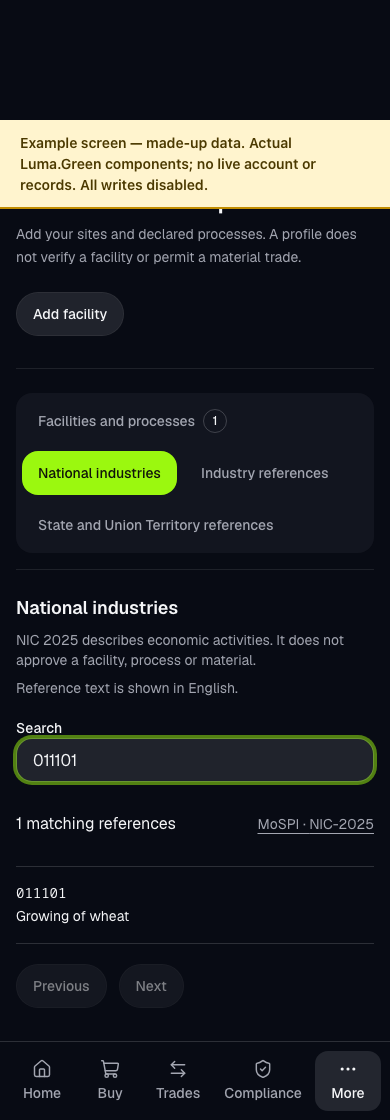 Example screen — made-up data. Actual
Luma.Green components; no live account or
records. All writes disabled.
Add your sites and declared processes. A profile does
not verify a facility or permit a material trade.
Add facility
Facilities and processes 1
National industries Industry references
State and Union Territory references
National industries
NIC 2025 describes economic activities. It does not
approve a facility, process or material.
Reference text is shown in English.
Search
011101
1 matching references MoSPI · NIC-2025
011101
Growing of wheat
Previous Next
Home Buy Trades Compliance More